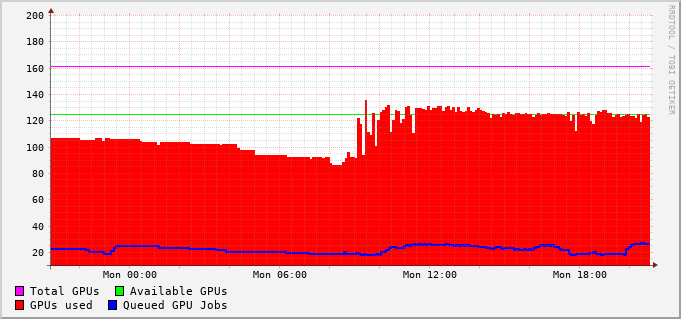 RRDTOOL / TOBI OETIKER
200
180
160
140
120
100
80
60
40
20
Mon 00:00 Mon 06:00 Mon 12:00 Mon 18:00
Total GPUs Available GPUs
GPUs used Queued GPU Jobs